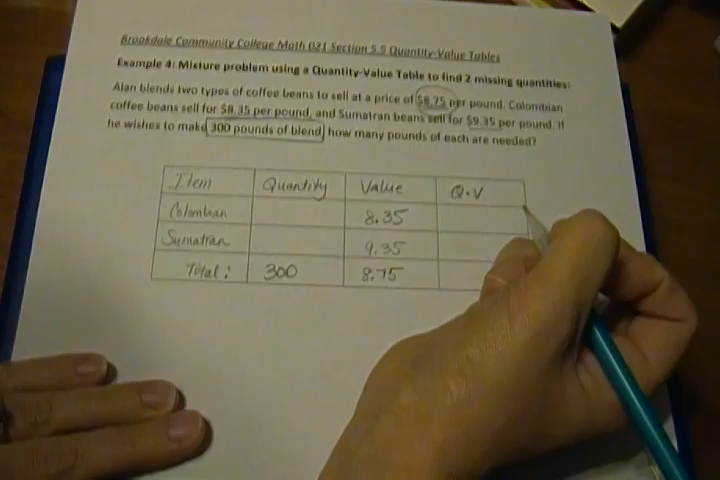 Brookdale Community College Math 021 Section 5.5 Quantity-Value Tables
Example 4: Mixture problem using a Quantity-Value Table to find 2 missing quantities:
Alan blends two types of coffee beans to sell at a price of $8.75 per pound. Colombian
coffee beans sell for $8.35 per pound, and Sumatran beans sell for $9.35 per pound. If
he wishes to make 300 pounds of blend, how many pounds of each are needed?
Item Quantity Value Q·V
Colombian 8.35
Sumatran 9.35
Total: 300 8.75